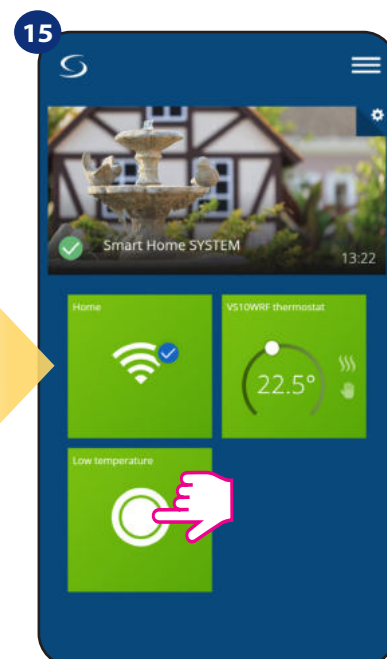 15
Smart Home SYSTEM
13:22
Home
VS10WRF thermostat
22.5°
Low temperature